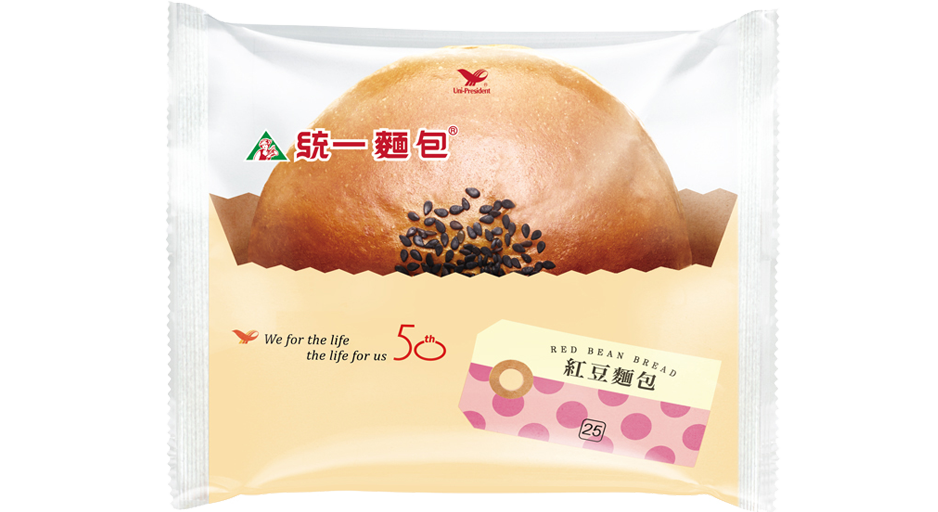 Uni-President
統一麵包®
We for the life
the life for us
50th
RED BEAN BREAD
紅豆麵包
25